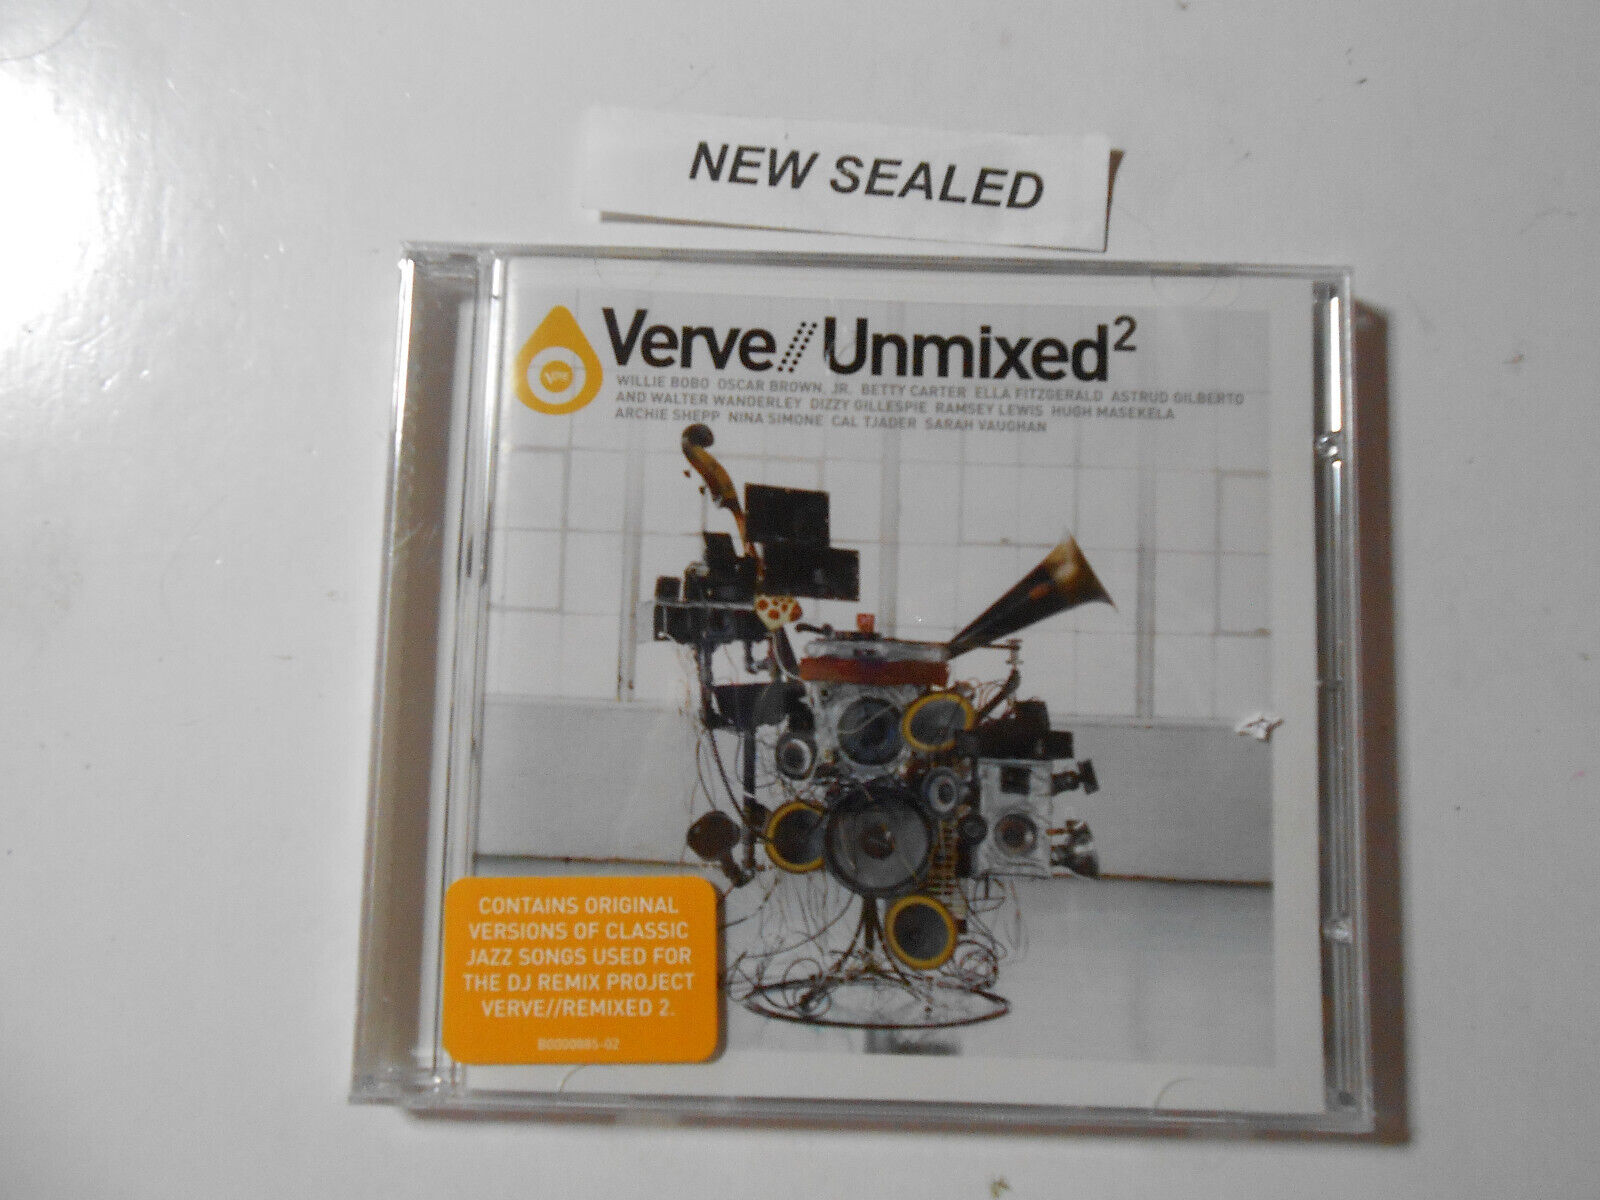 NEW SEALED
Verve//Unmixed²
WILLIE BOBO OSCAR BROWN, JR. BETTY CARTER ELLA FITZGERALD ASTRUD GILBERTO
AND WALTER WANDERLEY DIZZY GILLESPIE RAMSEY LEWIS HUGH MASEKELA
ARCHIE SHEPP NINA SIMONE CAL TJADER SARAH VAUGHAN
CONTAINS ORIGINAL
VERSIONS OF CLASSIC
JAZZ SONGS USED FOR
THE DJ REMIX PROJECT
VERVE//REMIXED 2.